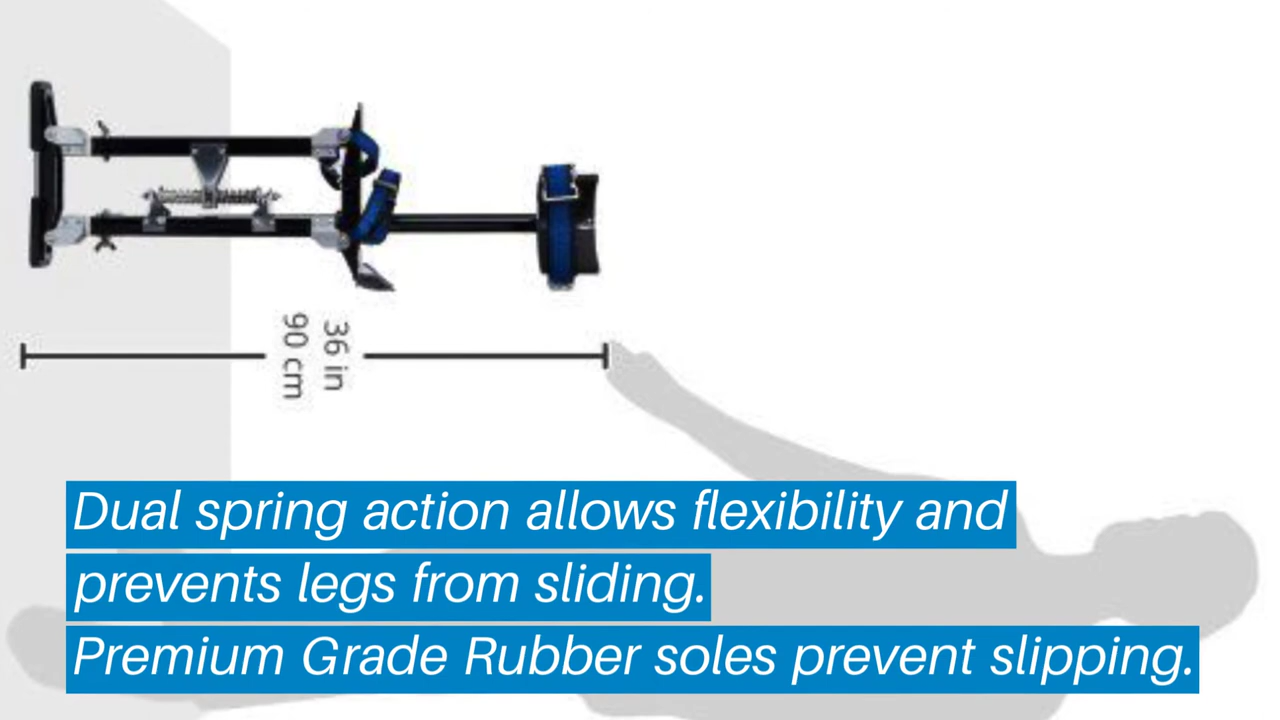 36 in
90 cm
Dual spring action allows flexibility and
prevents legs from sliding.
Premium Grade Rubber soles prevent slipping.